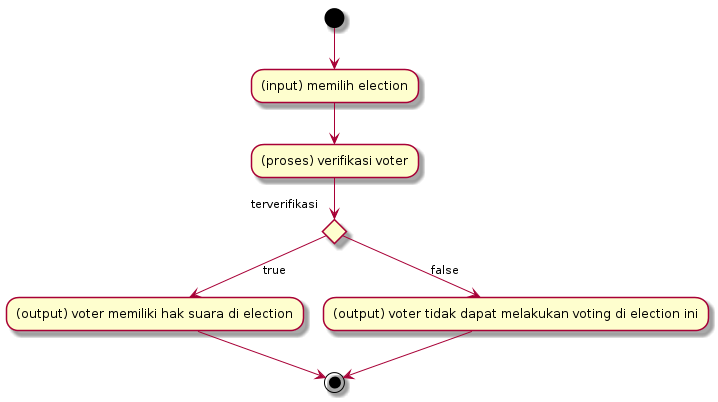 (input) memilih election
(proses) verifikasi voter
terverifikasi
true
false
(output) voter memiliki hak suara di election
(output) voter tidak dapat melakukan voting di election ini